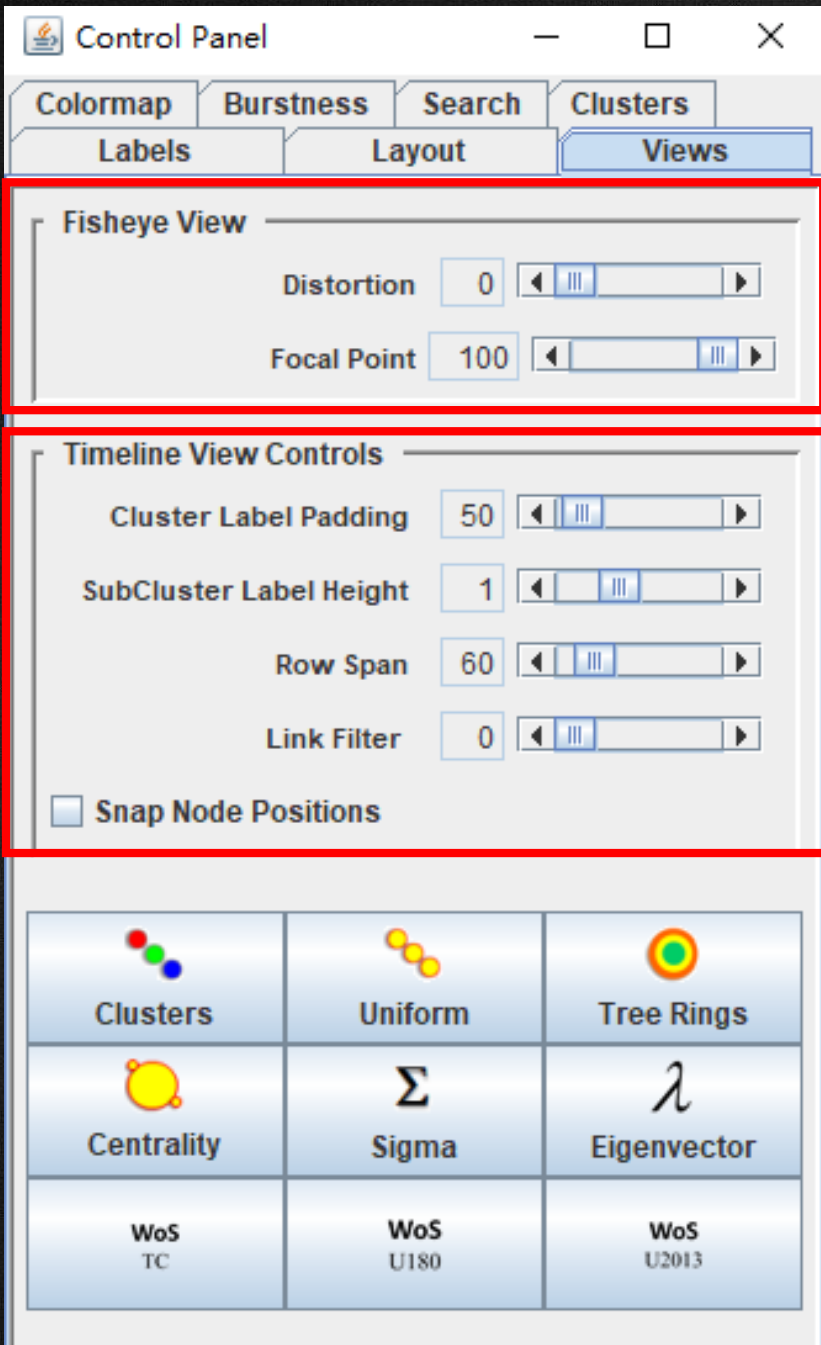 Control Panel
Colormap Burstness Search Clusters
Labels Layout Views
Fisheye View
Distortion 0
Focal Point 100
Timeline View Controls
Cluster Label Padding 50
SubCluster Label Height 1
Row Span 60
Link Filter 0
Snap Node Positions
Clusters Uniform Tree Rings
Σ λ
Centrality Sigma Eigenvector
WoS WoS WoS
TC U180 U2013